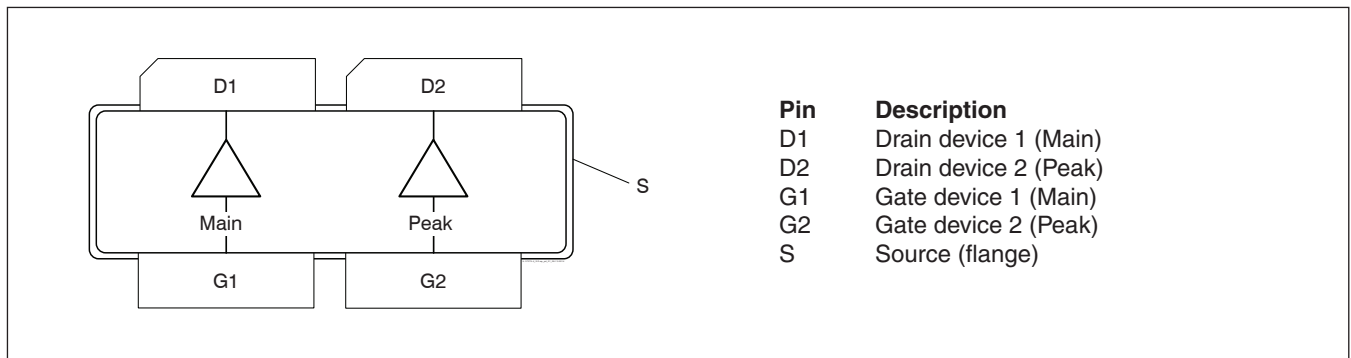 D1 D2
Main Peak
G1 G2
S
Pin Description
D1 Drain device 1 (Main)
D2 Drain device 2 (Peak)
G1 Gate device 1 (Main)
G2 Gate device 2 (Peak)
S Source (flange)